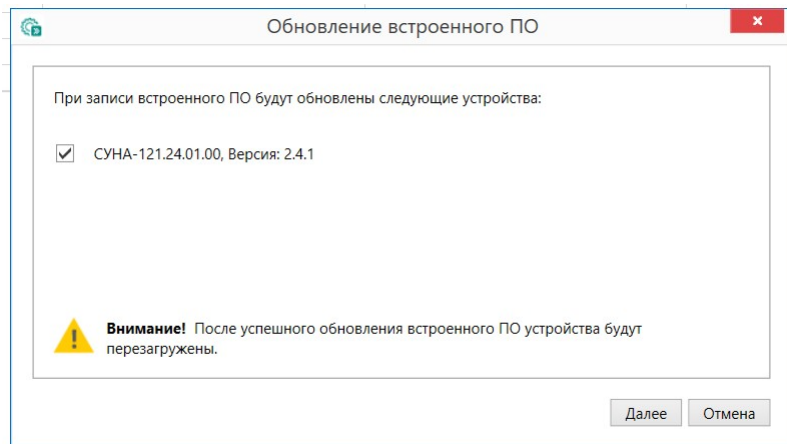 Обновление встроенного ПО
При записи встроенного ПО будут обновлены следующие устройства:
СУНА-121.24.01.00, Версия: 2.4.1
Внимание! После успешного обновления встроенного ПО устройства будут
перезагружены.
Далее
Отмена